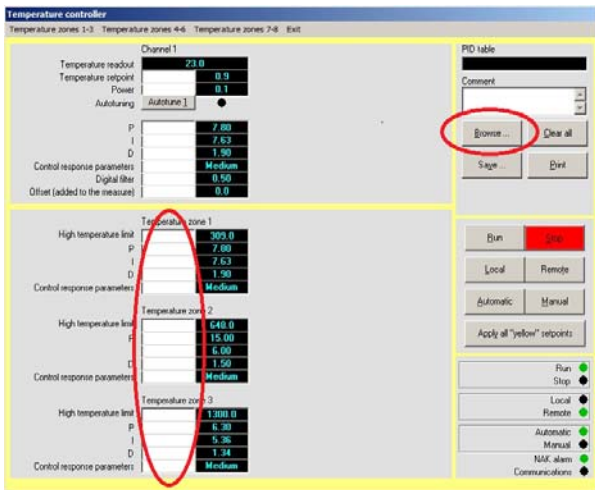 Temperature controller
Temperature zones 1-3 Temperature zones 4-6 Temperature zones 7-8 Exit
Channel 1
Temperature readout 23.0
Temperature setpoint 0.9
Power 0.1
Autotuning Autotune 1
P 7.80
I 7.63
D 1.90
Control response parameters Medium
Digital filter 0.50
Offset (added to the measure) 0.0
Temperature zone 1
High temperature limit 309.0
P 7.80
I 7.63
D 1.90
Control response parameters Medium
Temperature zone 2
High temperature limit 640.0
P 15.00
I 6.00
D 1.50
Control response parameters Medium
Temperature zone 3
High temperature limit 1300.0
P 6.30
I 5.36
D 1.34
Control response parameters Medium
PID table
Comment
Browse ... Clear all
Save ... Print
Run Stop
Local Remote
Automatic Manual
Apply all "yellow" setpoints
Run
Stop
Local
Remote
Automatic
Manual
NAK alarm
Communications